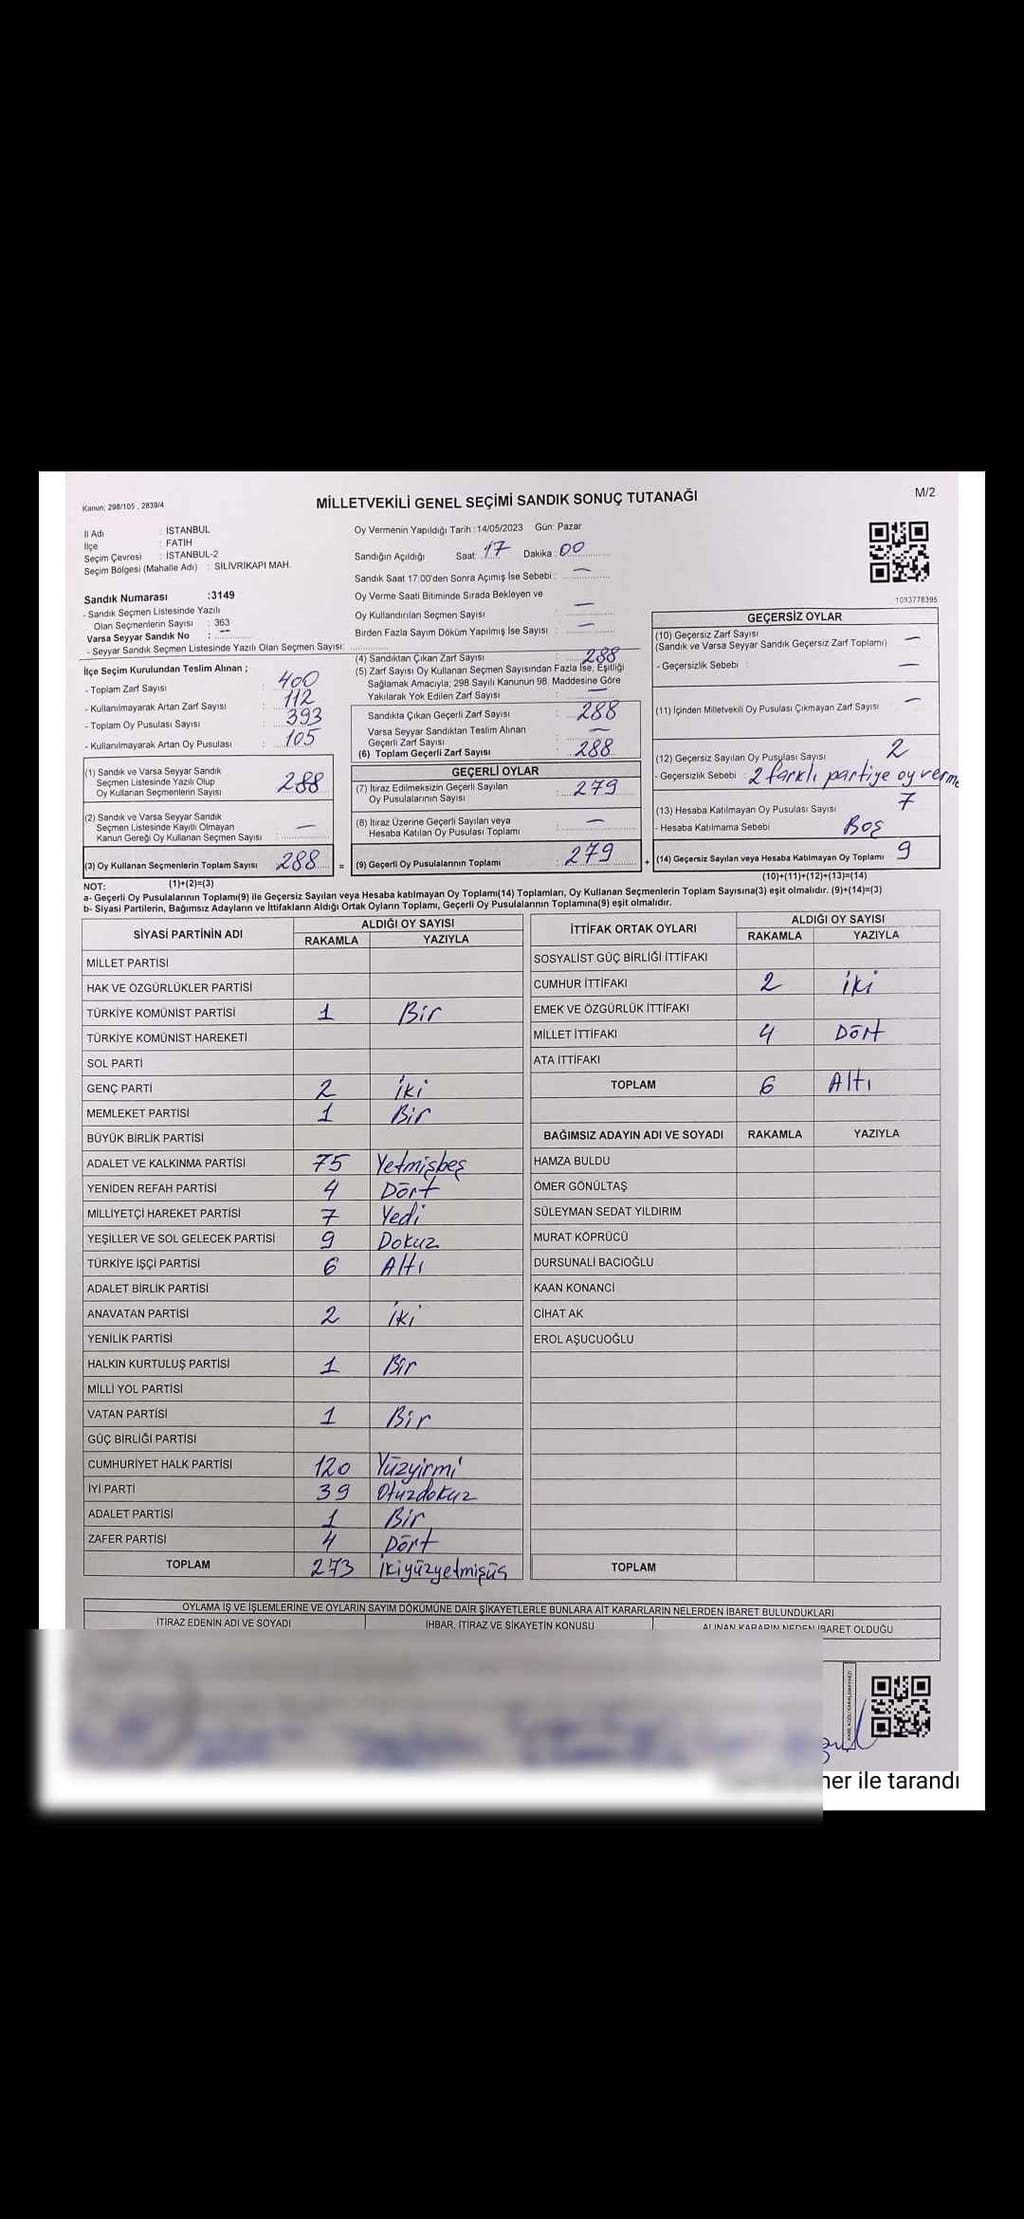 Kanun: 298/105 , 2839/4
MİLLETVEKİLİ GENEL SEÇİMİ SANDIK SONUÇ TUTANAĞI
M/2
İl Adı : İSTANBUL
İlçe : FATİH
Seçim Çevresi : İSTANBUL-2
Seçim Bölgesi (Mahalle Adı) : SİLİVRİKAPI MAH.
Oy Vermenin Yapıldığı Tarih :14/05/2023 Gün: Pazar
Sandığın Açıldığı Saat: 17 Dakika : 00
Sandık Saat 17:00'den Sonra Açımış İse Sebebi : —
Oy Verme Saati Bitiminde Sırada Bekleyen ve
Oy Kullandırılan Seçmen Sayısı —
Birden Fazla Sayım Döküm Yapılmış İse Sayısı : —
1093778395
Sandık Numarası :3149
- Sandık Seçmen Listesinde Yazılı
Olan Seçmenlerin Sayısı : 363
Varsa Seyyar Sandık No : —
- Seyyar Sandık Seçmen Listesinde Yazılı Olan Seçmen Sayısı:
İlçe Seçim Kurulundan Teslim Alınan ;
- Toplam Zarf Sayısı : 400
- Kullanılmayarak Artan Zarf Sayısı : 112
- Toplam Oy Pusulası Sayısı : 393
- Kullanılmayarak Artan Oy Pusulası : 105
(4) Sandıktan Çıkan Zarf Sayısı : 288
(5) Zarf Sayısı Oy Kullanan Seçmen Sayısından Fazla İse, Eşitliği
Sağlamak Amacıyla; 298 Sayılı Kanunun 98. Maddesine Göre
Yakılarak Yok Edilen Zarf Sayısı : —
Sandıkta Çıkan Geçerli Zarf Sayısı : 288
Varsa Seyyar Sandıktan Teslim Alınan
Geçerli Zarf Sayısı : —
(6) Toplam Geçerli Zarf Sayısı : 288
GEÇERSİZ OYLAR
(10) Geçersiz Zarf Sayısı
(Sandık ve Varsa Seyyar Sandık Geçersiz Zarf Toplamı) —
- Geçersizlik Sebebi : —
(11) İçinden Milletvekili Oy Pusulası Çıkmayan Zarf Sayısı —
(12) Geçersiz Sayılan Oy Pusulası Sayısı 2
- Geçersizlik Sebebi : 2 farklı partiye oy verme
(13) Hesaba Katılmayan Oy Pusulası Sayısı 7
- Hesaba Katılmama Sebebi Boş
(14) Geçersiz Sayılan veya Hesaba Katılmayan Oy Toplamı 9
(10)+(11)+(12)+(13)=(14)
(1) Sandık ve Varsa Seyyar Sandık
Seçmen Listesinde Yazılı Olup
Oy Kullanan Seçmenlerin Sayısı : 288
(2) Sandık ve Varsa Seyyar Sandık
Seçmen Listesinde Kayıtlı Olmayan
Kanun Gereği Oy Kullanan Seçmen Sayısı : —
(3) Oy Kullanan Seçmenlerin Toplam Sayısı 288 =
(1)+(2)=(3)
GEÇERLİ OYLAR
(7) İtiraz Edilmeksizin Geçerli Sayılan
Oy Pusulalarının Sayısı : 279
(8) İtiraz Üzerine Geçerli Sayılan veya
Hesaba Katılan Oy Pusulası Toplamı : —
(9) Geçerli Oy Pusulalarının Toplamı : 279 +
NOT:
a- Geçerli Oy Pusulalarının Toplamı(9) ile Geçersiz Sayılan veya Hesaba katılmayan Oy Toplamı(14) Toplamları, Oy Kullanan Seçmenlerin Toplam Sayısına(3) eşit olmalıdır. (9)+(14)=(3)
b- Siyasi Partilerin, Bağımsız Adayların ve İttifakların Aldığı Ortak Oyların Toplamı, Geçerli Oy Pusulalarının Toplamına(9) eşit olmalıdır.
SİYASİ PARTİNİN ADI ALDIĞI OY SAYISI
RAKAMLA YAZIYLA
MİLLET PARTİSİ
HAK VE ÖZGÜRLÜKLER PARTİSİ
TÜRKİYE KOMÜNİST PARTİSİ 1 Bir
TÜRKİYE KOMÜNİST HAREKETİ
SOL PARTİ
GENÇ PARTİ 2 İki
MEMLEKET PARTİSİ 1 Bir
BÜYÜK BİRLİK PARTİSİ
ADALET VE KALKINMA PARTİSİ 75 Yetmişbeş
YENİDEN REFAH PARTİSİ 4 Dört
MİLLİYETÇİ HAREKET PARTİSİ 7 Yedi
YEŞİLLER VE SOL GELECEK PARTİSİ 9 Dokuz
TÜRKİYE İŞÇİ PARTİSİ 6 Altı
ADALET BİRLİK PARTİSİ
ANAVATAN PARTİSİ 2 iki
YENİLİK PARTİSİ
HALKIN KURTULUŞ PARTİSİ 1 Bir
MİLLİ YOL PARTİSİ
VATAN PARTİSİ 1 Bir
GÜÇ BİRLİĞİ PARTİSİ
CUMHURİYET HALK PARTİSİ 120 Yüzyirmi
İYİ PARTİ 39 Otuzdokuz
ADALET PARTİSİ 1 Bir
ZAFER PARTİSİ 4 Dört
TOPLAM 273 İkiyüzyetmişüç
İTTİFAK ORTAK OYLARI ALDIĞI OY SAYISI
RAKAMLA YAZIYLA
SOSYALİST GÜÇ BİRLİĞİ İTTİFAKI
CUMHUR İTTİFAKI 2 iki
EMEK VE ÖZGÜRLÜK İTTİFAKI
MİLLET İTTİFAKI 4 Dört
ATA İTTİFAKI
TOPLAM 6 Altı
BAĞIMSIZ ADAYIN ADI VE SOYADI RAKAMLA YAZIYLA
HAMZA BULDU
ÖMER GÖNÜLTAŞ
SÜLEYMAN SEDAT YILDIRIM
MURAT KÖPRÜCÜ
DURSUNALİ BACIOĞLU
KAAN KONANCİ
CİHAT AK
EROL AŞUCUOĞLU
TOPLAM
OYLAMA İŞ VE İŞLEMLERİNE VE OYLARIN SAYIM DÖKÜMÜNE DAİR ŞİKAYETLERLE BUNLARA AİT KARARLARIN NELERDEN İBARET BULUNDUKLARI
İTİRAZ EDENİN ADI VE SOYADI İHBAR, İTİRAZ VE ŞİKAYETİN KONUSU ALINAN KARARIN NEDEN İBARET OLDUĞU
ner ile tarandı